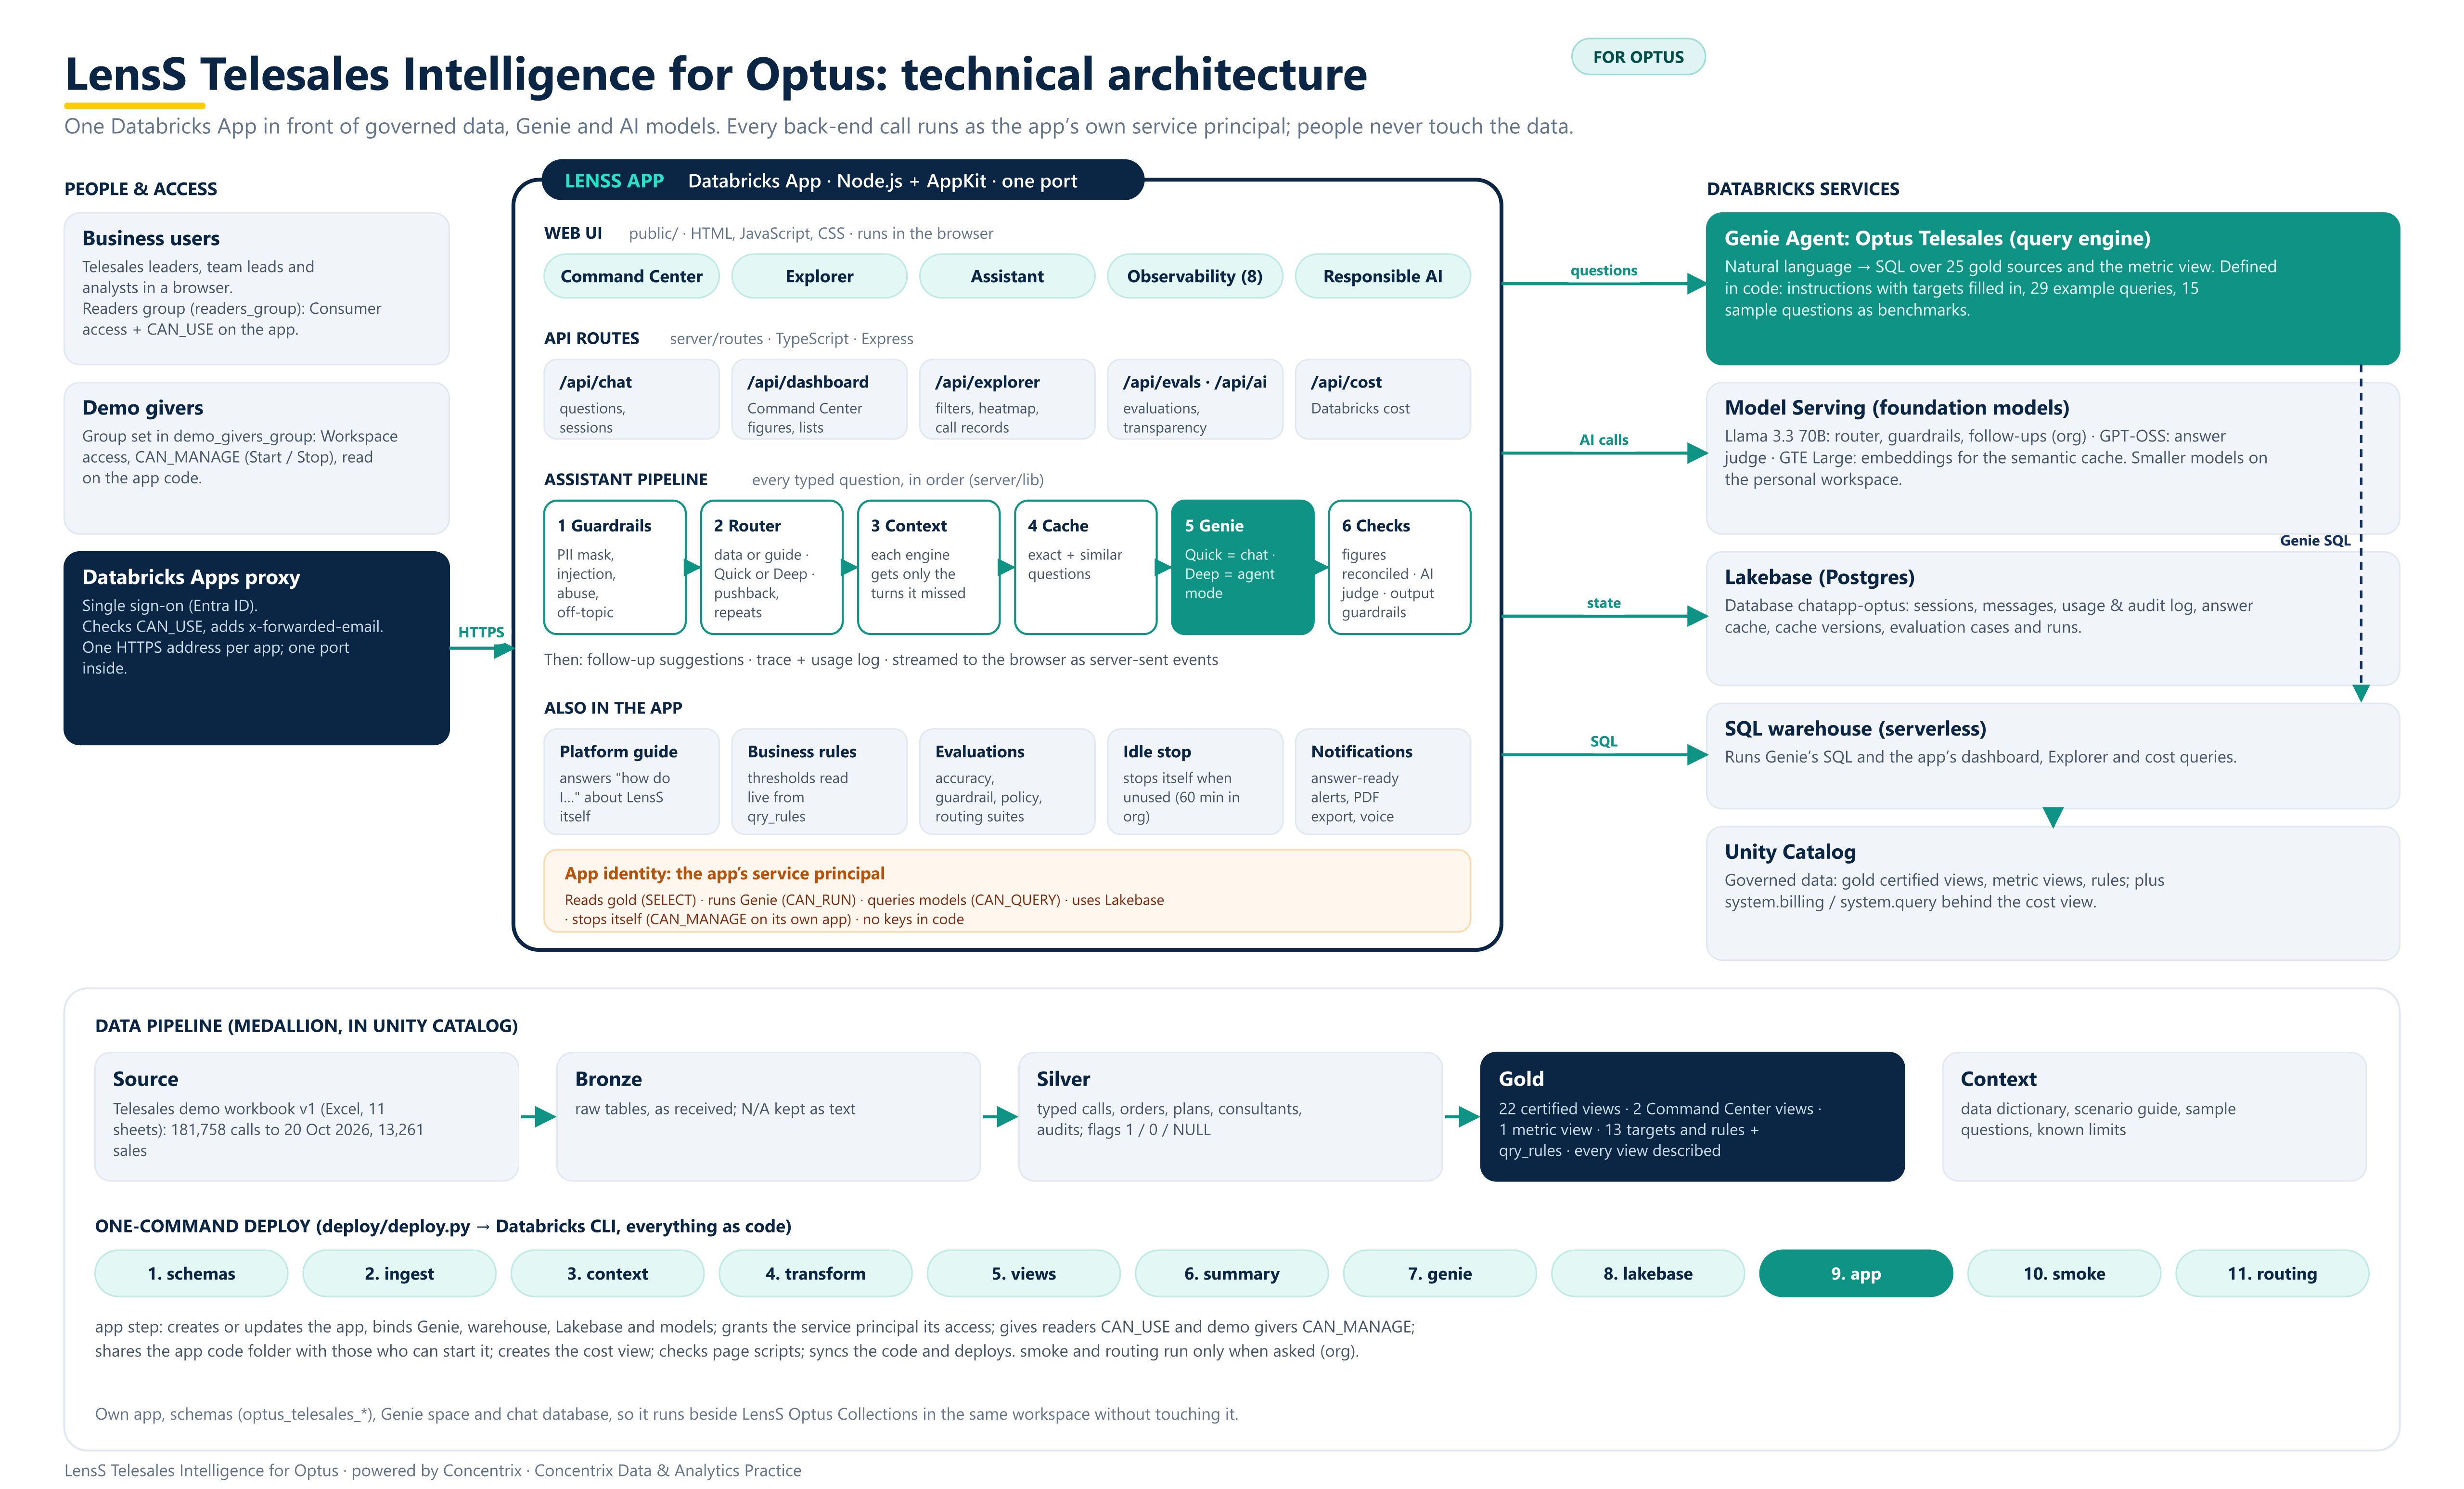 LensS Telesales Intelligence for Optus: technical architecture
FOR OPTUS
One Databricks App in front of governed data, Genie and AI models. Every back-end call runs as the app’s own service principal; people never touch the data.
PEOPLE & ACCESS
Business users
Telesales leaders, team leads and
analysts in a browser.
Readers group (readers_group): Consumer
access + CAN_USE on the app.
Demo givers
Group set in demo_givers_group: Workspace
access, CAN_MANAGE (Start / Stop), read
on the app code.
Databricks Apps proxy
Single sign-on (Entra ID).
Checks CAN_USE, adds x-forwarded-email.
One HTTPS address per app; one port
inside.
HTTPS
LENSS APP Databricks App · Node.js + AppKit · one port
WEB UI public/ · HTML, JavaScript, CSS · runs in the browser
Command Center
Explorer
Assistant
Observability (8)
Responsible AI
API ROUTES server/routes · TypeScript · Express
/api/chat
questions,
sessions
/api/dashboard
Command Center
figures, lists
/api/explorer
filters, heatmap,
call records
/api/evals · /api/ai
evaluations,
transparency
/api/cost
Databricks cost
ASSISTANT PIPELINE every typed question, in order (server/lib)
1 Guardrails
PII mask,
injection,
abuse,
off-topic
2 Router
data or guide ·
Quick or Deep ·
pushback,
repeats
3 Context
each engine
gets only the
turns it missed
4 Cache
exact + similar
questions
5 Genie
Quick = chat ·
Deep = agent
mode
6 Checks
figures
reconciled · AI
judge · output
guardrails
Then: follow-up suggestions · trace + usage log · streamed to the browser as server-sent events
ALSO IN THE APP
Platform guide
answers "how do
I…" about LensS
itself
Business rules
thresholds read
live from
qry_rules
Evaluations
accuracy,
guardrail, policy,
routing suites
Idle stop
stops itself when
unused (60 min in
org)
Notifications
answer-ready
alerts, PDF
export, voice
App identity: the app’s service principal
Reads gold (SELECT) · runs Genie (CAN_RUN) · queries models (CAN_QUERY) · uses Lakebase
· stops itself (CAN_MANAGE on its own app) · no keys in code
questions
AI calls
state
SQL
DATABRICKS SERVICES
Genie Agent: Optus Telesales (query engine)
Natural language → SQL over 25 gold sources and the metric view. Defined
in code: instructions with targets filled in, 29 example queries, 15
sample questions as benchmarks.
Model Serving (foundation models)
Llama 3.3 70B: router, guardrails, follow-ups (org) · GPT-OSS: answer
judge · GTE Large: embeddings for the semantic cache. Smaller models on
the personal workspace.
Genie SQL
Lakebase (Postgres)
Database chatapp-optus: sessions, messages, usage & audit log, answer
cache, cache versions, evaluation cases and runs.
SQL warehouse (serverless)
Runs Genie’s SQL and the app’s dashboard, Explorer and cost queries.
Unity Catalog
Governed data: gold certified views, metric views, rules; plus
system.billing / system.query behind the cost view.
DATA PIPELINE (MEDALLION, IN UNITY CATALOG)
Source
Telesales demo workbook v1 (Excel, 11
sheets): 181,758 calls to 20 Oct 2026, 13,261
sales
Bronze
raw tables, as received; N/A kept as text
Silver
typed calls, orders, plans, consultants,
audits; flags 1 / 0 / NULL
Gold
22 certified views · 2 Command Center views ·
1 metric view · 13 targets and rules +
qry_rules · every view described
Context
data dictionary, scenario guide, sample
questions, known limits
ONE-COMMAND DEPLOY (deploy/deploy.py → Databricks CLI, everything as code)
1. schemas
2. ingest
3. context
4. transform
5. views
6. summary
7. genie
8. lakebase
9. app
10. smoke
11. routing
app step: creates or updates the app, binds Genie, warehouse, Lakebase and models; grants the service principal its access; gives readers CAN_USE and demo givers CAN_MANAGE;
shares the app code folder with those who can start it; creates the cost view; checks page scripts; syncs the code and deploys. smoke and routing run only when asked (org).
Own app, schemas (optus_telesales_*), Genie space and chat database, so it runs beside LensS Optus Collections in the same workspace without touching it.
LensS Telesales Intelligence for Optus · powered by Concentrix · Concentrix Data & Analytics Practice